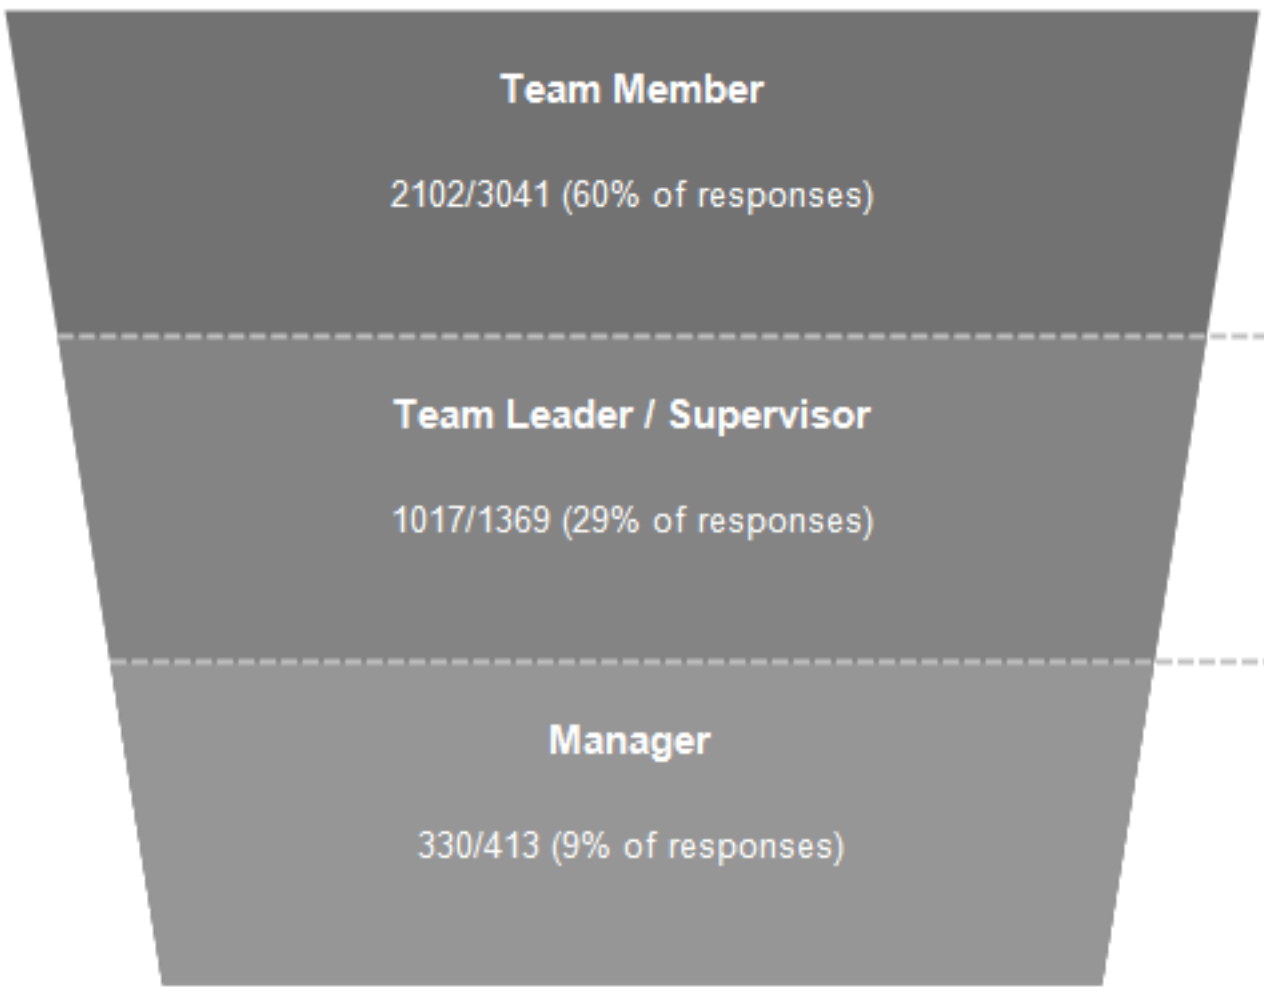 Team Member
2102/3041 (60% of responses)
Team Leader / Supervisor
1017/1369 (29% of responses)
Manager
330/413 (9% of responses)